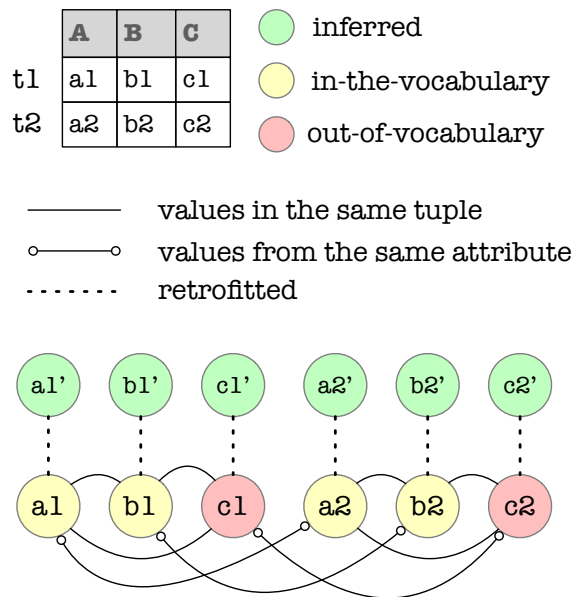 A B C
t1 a1 b1 c1
t2 a2 b2 c2
inferred
in-the-vocabulary
out-of-vocabulary
values in the same tuple
values from the same attribute
retrofitted
a1’ b1’ c1’ a2’ b2’ c2’
a1 b1 c1 a2 b2 c2